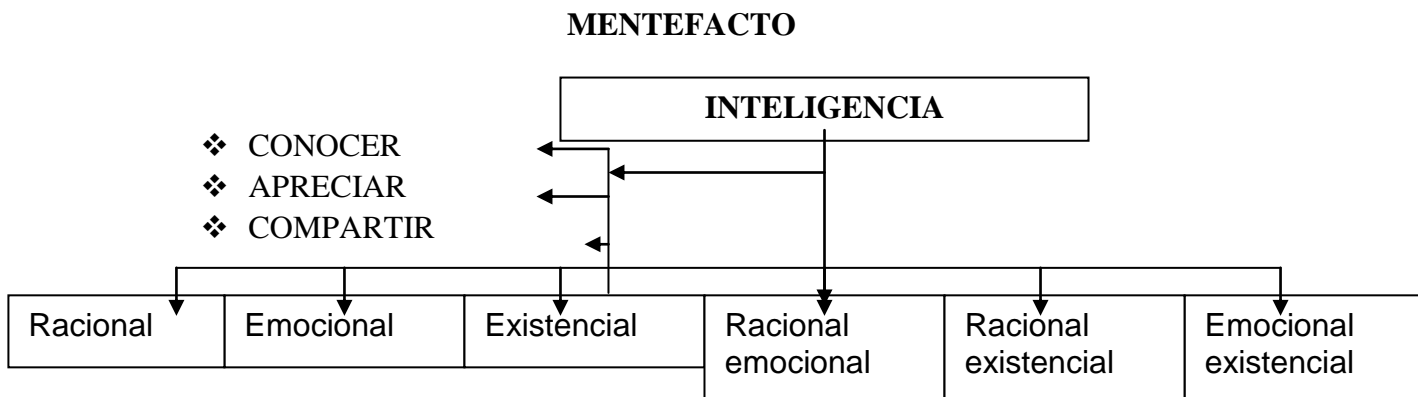 MENTEFACTO
INTELIGENCIA
❖ CONOCER
❖ APRECIAR
❖ COMPARTIR
Racional
Emocional
Existencial
Racional
emocional
Racional
existencial
Emocional
existencial